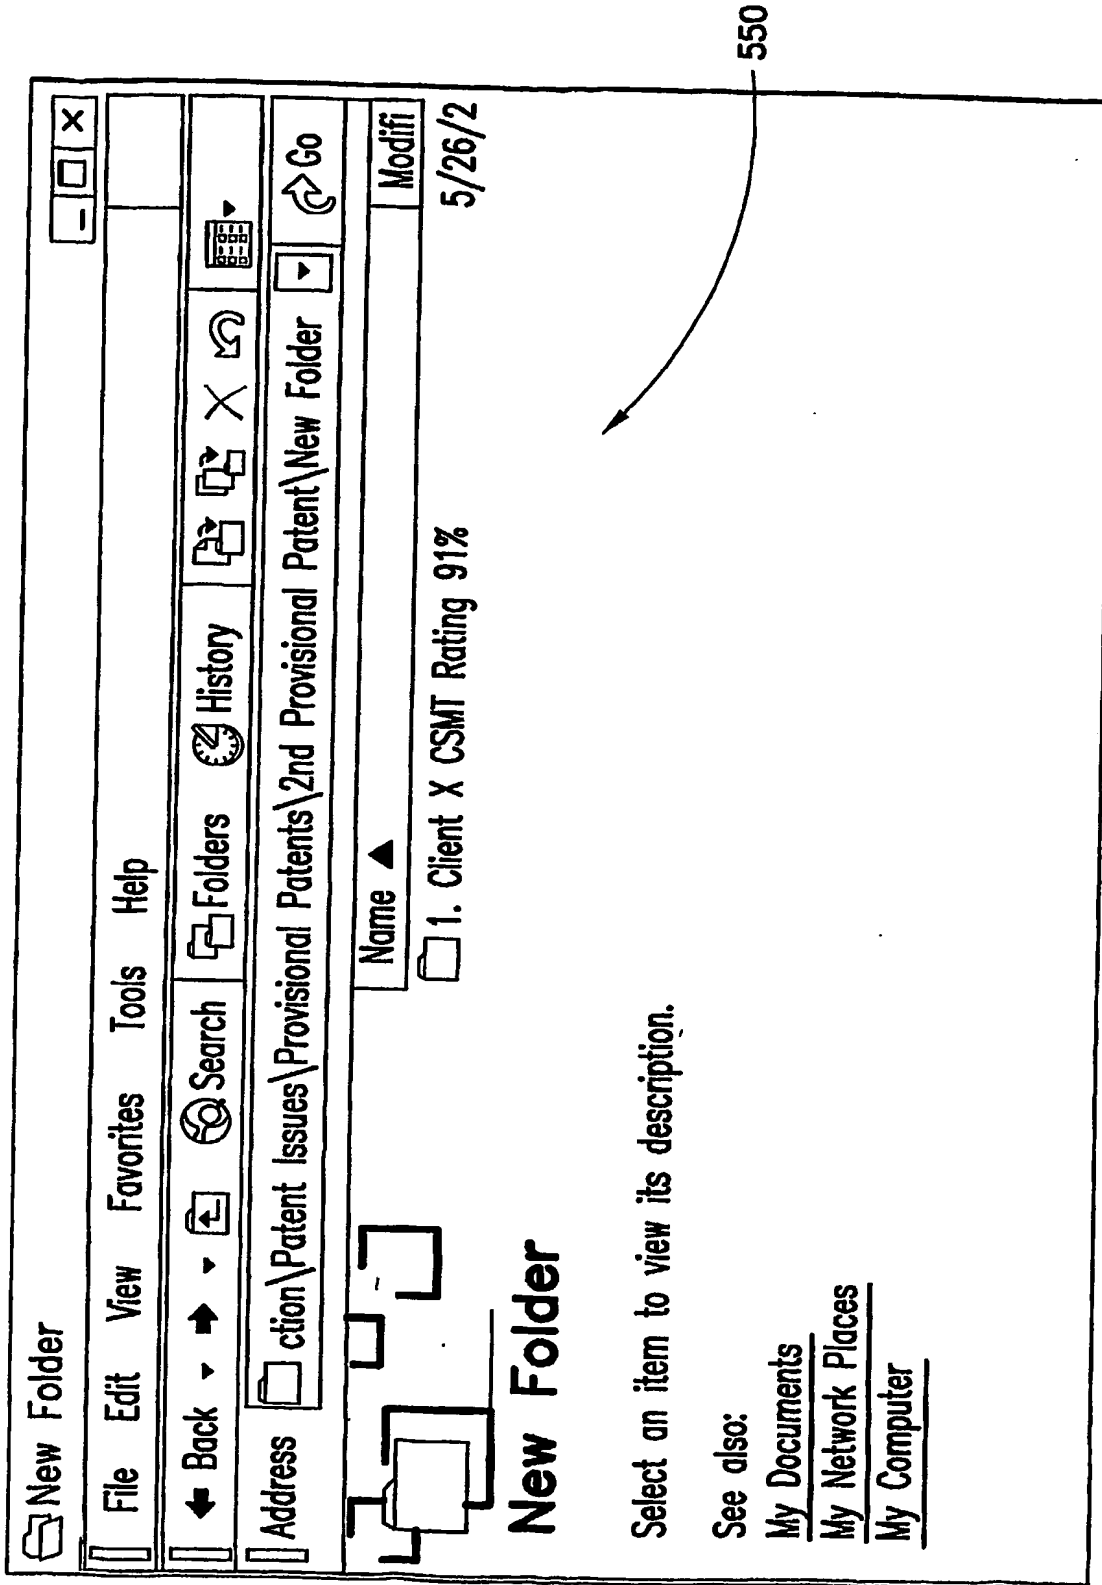 New Folder
File Edit View Favorites Tools Help
Back Search Folders History
Address ction\Patent Issues\Provisional Patents\2nd Provisional Patent\New Folder Go
Name Modifi
1. Client X CSMT Rating 91% 5/26/2
New Folder
Select an item to view its description.
See also:
My Documents
My Network Places
My Computer
550